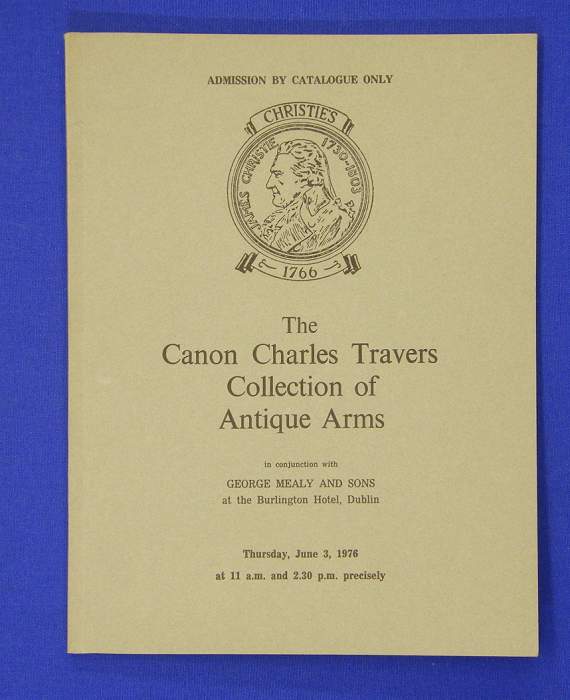 ADMISSION BY CATALOGUE ONLY
CHRISTIE'S
JAMES CHRISTIE 1730-1803
1766
The
Canon Charles Travers
Collection of
Antique Arms
in conjunction with
GEORGE MEALY AND SONS
at the Burlington Hotel, Dublin
Thursday, June 3, 1976
at 11 a.m. and 2.30 p.m. precisely